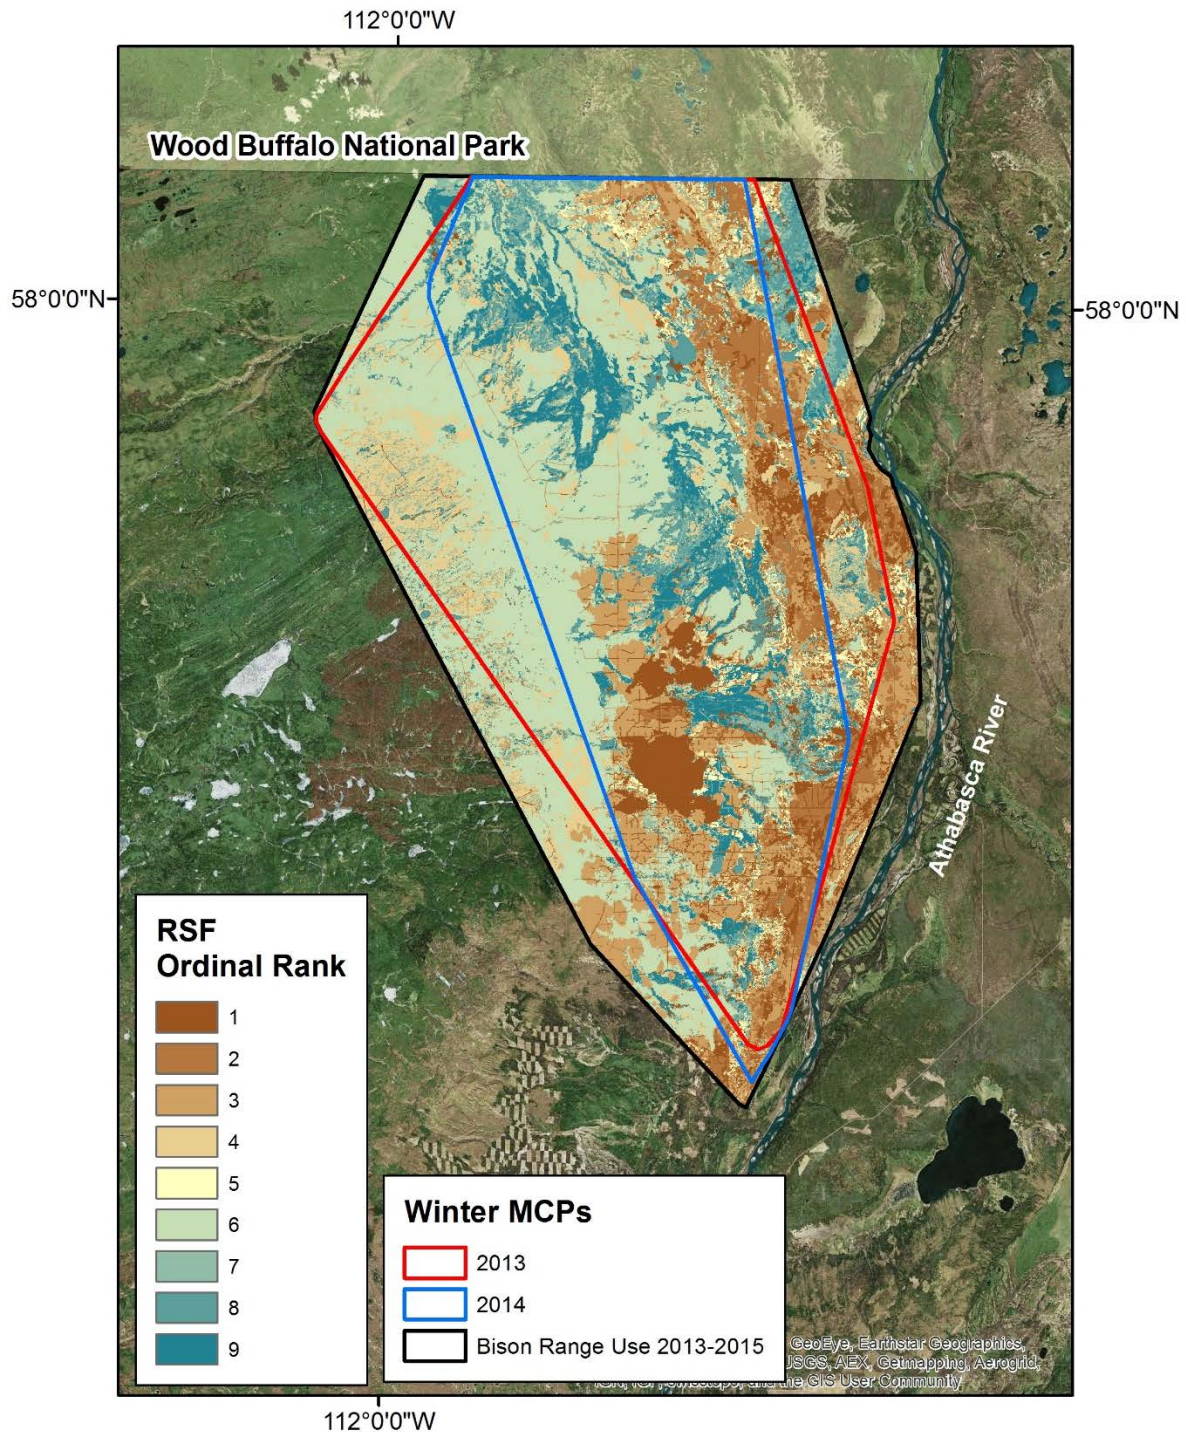 112°0'0"W
Wood Buffalo National Park
58°0'0"N
58°0'0"N
Athabasca River
RSF
Ordinal Rank
1
2
3
4
5
6
7
8
9
Winter MCPs
2013
2014
Bison Range Use 2013-2015
GeoEye, Earthstar Geographics,
USGS, AEX, Getmapping, Aerogrid,
and the GIS User Community
112°0'0"W